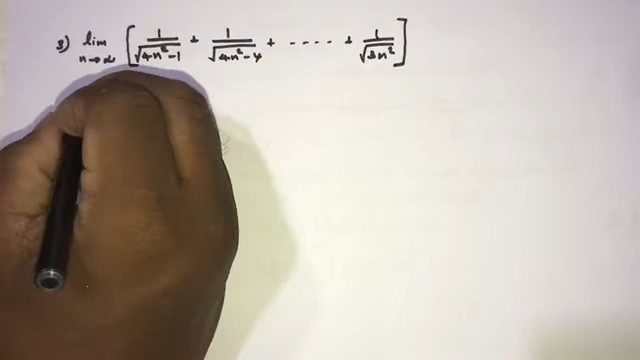 3) lim n→∞ [ 1/√(4n²-1) + 1/√(4n²-4) + ---- + 1/√(3n²) ]